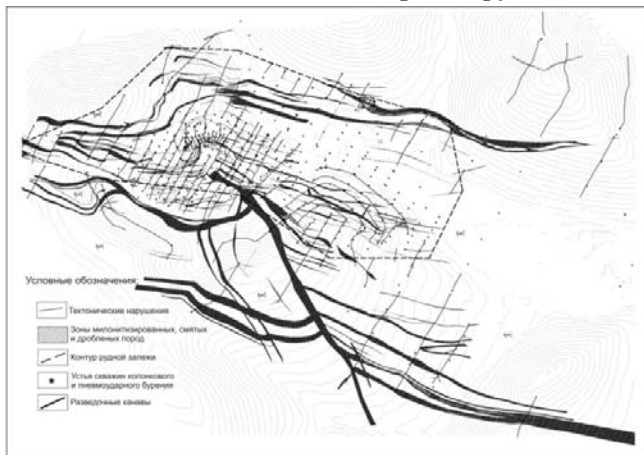 Условные обозначения:
Тектонические нарушения
Зоны милонитизированных, смятых
и дробленых пород
Контур рудной залежи
Устья скважин колонкового
и пневмоударного бурения
Разведочные канавы